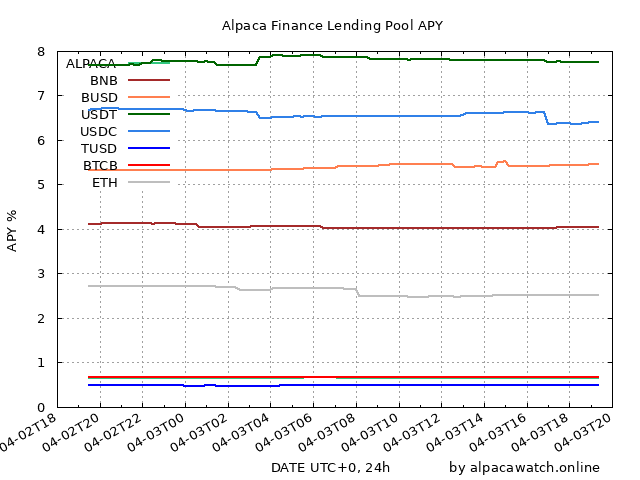 Alpaca Finance Lending Pool APY
8
7
6
5
4
3
2
1
0
APY %
ALPACA
BNB
BUSD
USDT
USDC
TUSD
BTCB
ETH
04-02T18
04-02T20
04-02T22
04-03T00
04-03T02
04-03T04
04-03T06
04-03T08
04-03T10
04-03T12
04-03T14
04-03T16
04-03T18
04-03T20
DATE UTC+0, 24h
by alpacawatch.online